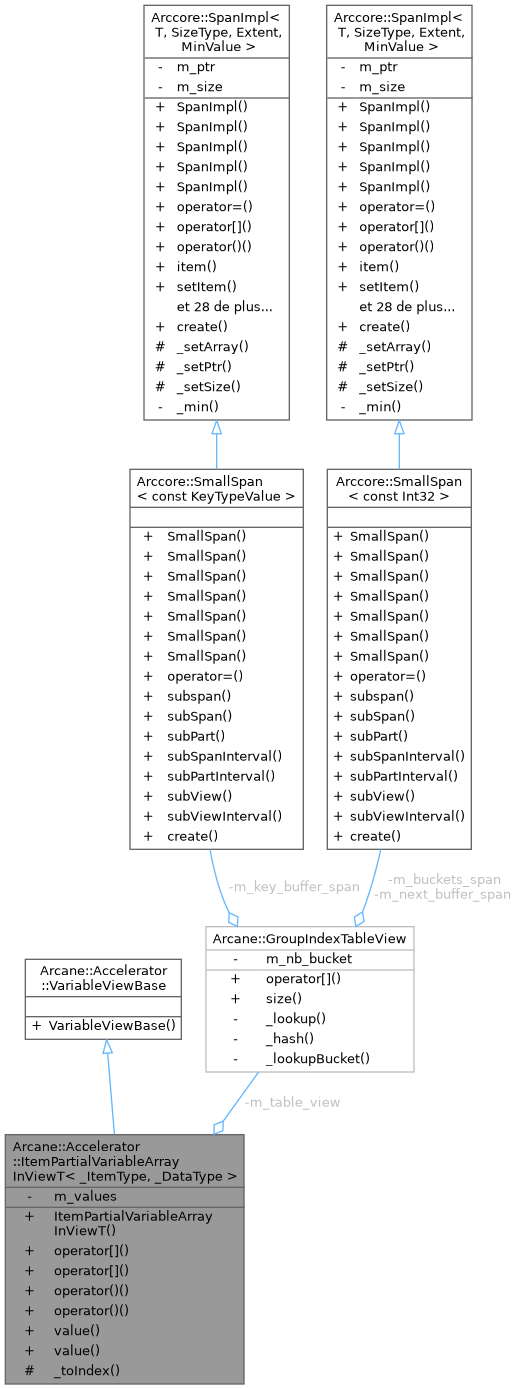 Arccore::SpanImpl<
T, SizeType, Extent,
MinValue >
- m_ptr
- m_size
+ SpanImpl()
+ SpanImpl()
+ SpanImpl()
+ SpanImpl()
+ SpanImpl()
+ operator=()
+ operator[]()
+ operator()()
+ item()
+ setItem()
et 28 de plus...
+ create()
# _setArray()
# _setPtr()
# _setSize()
- _min()
Arccore::SpanImpl<
T, SizeType, Extent,
MinValue >
- m_ptr
- m_size
+ SpanImpl()
+ SpanImpl()
+ SpanImpl()
+ SpanImpl()
+ SpanImpl()
+ operator=()
+ operator[]()
+ operator()()
+ item()
+ setItem()
et 28 de plus...
+ create()
# _setArray()
# _setPtr()
# _setSize()
- _min()
Arccore::SmallSpan
< const KeyTypeValue >
+ SmallSpan()
+ SmallSpan()
+ SmallSpan()
+ SmallSpan()
+ SmallSpan()
+ SmallSpan()
+ SmallSpan()
+ operator=()
+ subspan()
+ subSpan()
+ subPart()
+ subSpanInterval()
+ subPartInterval()
+ subView()
+ subViewInterval()
+ create()
Arccore::SmallSpan
< const Int32 >
+ SmallSpan()
+ SmallSpan()
+ SmallSpan()
+ SmallSpan()
+ SmallSpan()
+ SmallSpan()
+ SmallSpan()
+ operator=()
+ subspan()
+ subSpan()
+ subPart()
+ subSpanInterval()
+ subPartInterval()
+ subView()
+ subViewInterval()
+ create()
-m_key_buffer_span
-m_buckets_span
-m_next_buffer_span
Arcane::GroupIndexTableView
- m_nb_bucket
+ operator[]()
+ size()
- _lookup()
- _hash()
- _lookupBucket()
Arcane::Accelerator
::VariableViewBase
+ VariableViewBase()
-m_table_view
Arcane::Accelerator
::ItemPartialVariableArray
InViewT< _ItemType, _DataType >
- m_values
+ ItemPartialVariableArray
InViewT()
+ operator[]()
+ operator[]()
+ operator()()
+ operator()()
+ value()
+ value()
# _toIndex()